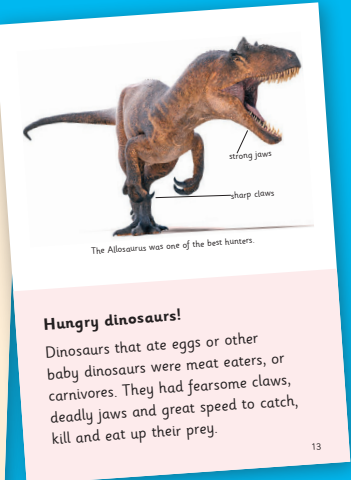 strong jaws
sharp claws
The Allosaurus was one of the best hunters.
Hungry dinosaurs!
Dinosaurs that ate eggs or other
baby dinosaurs were meat eaters, or
carnivores. They had fearsome claws,
deadly jaws and great speed to catch,
kill and eat up their prey.
13